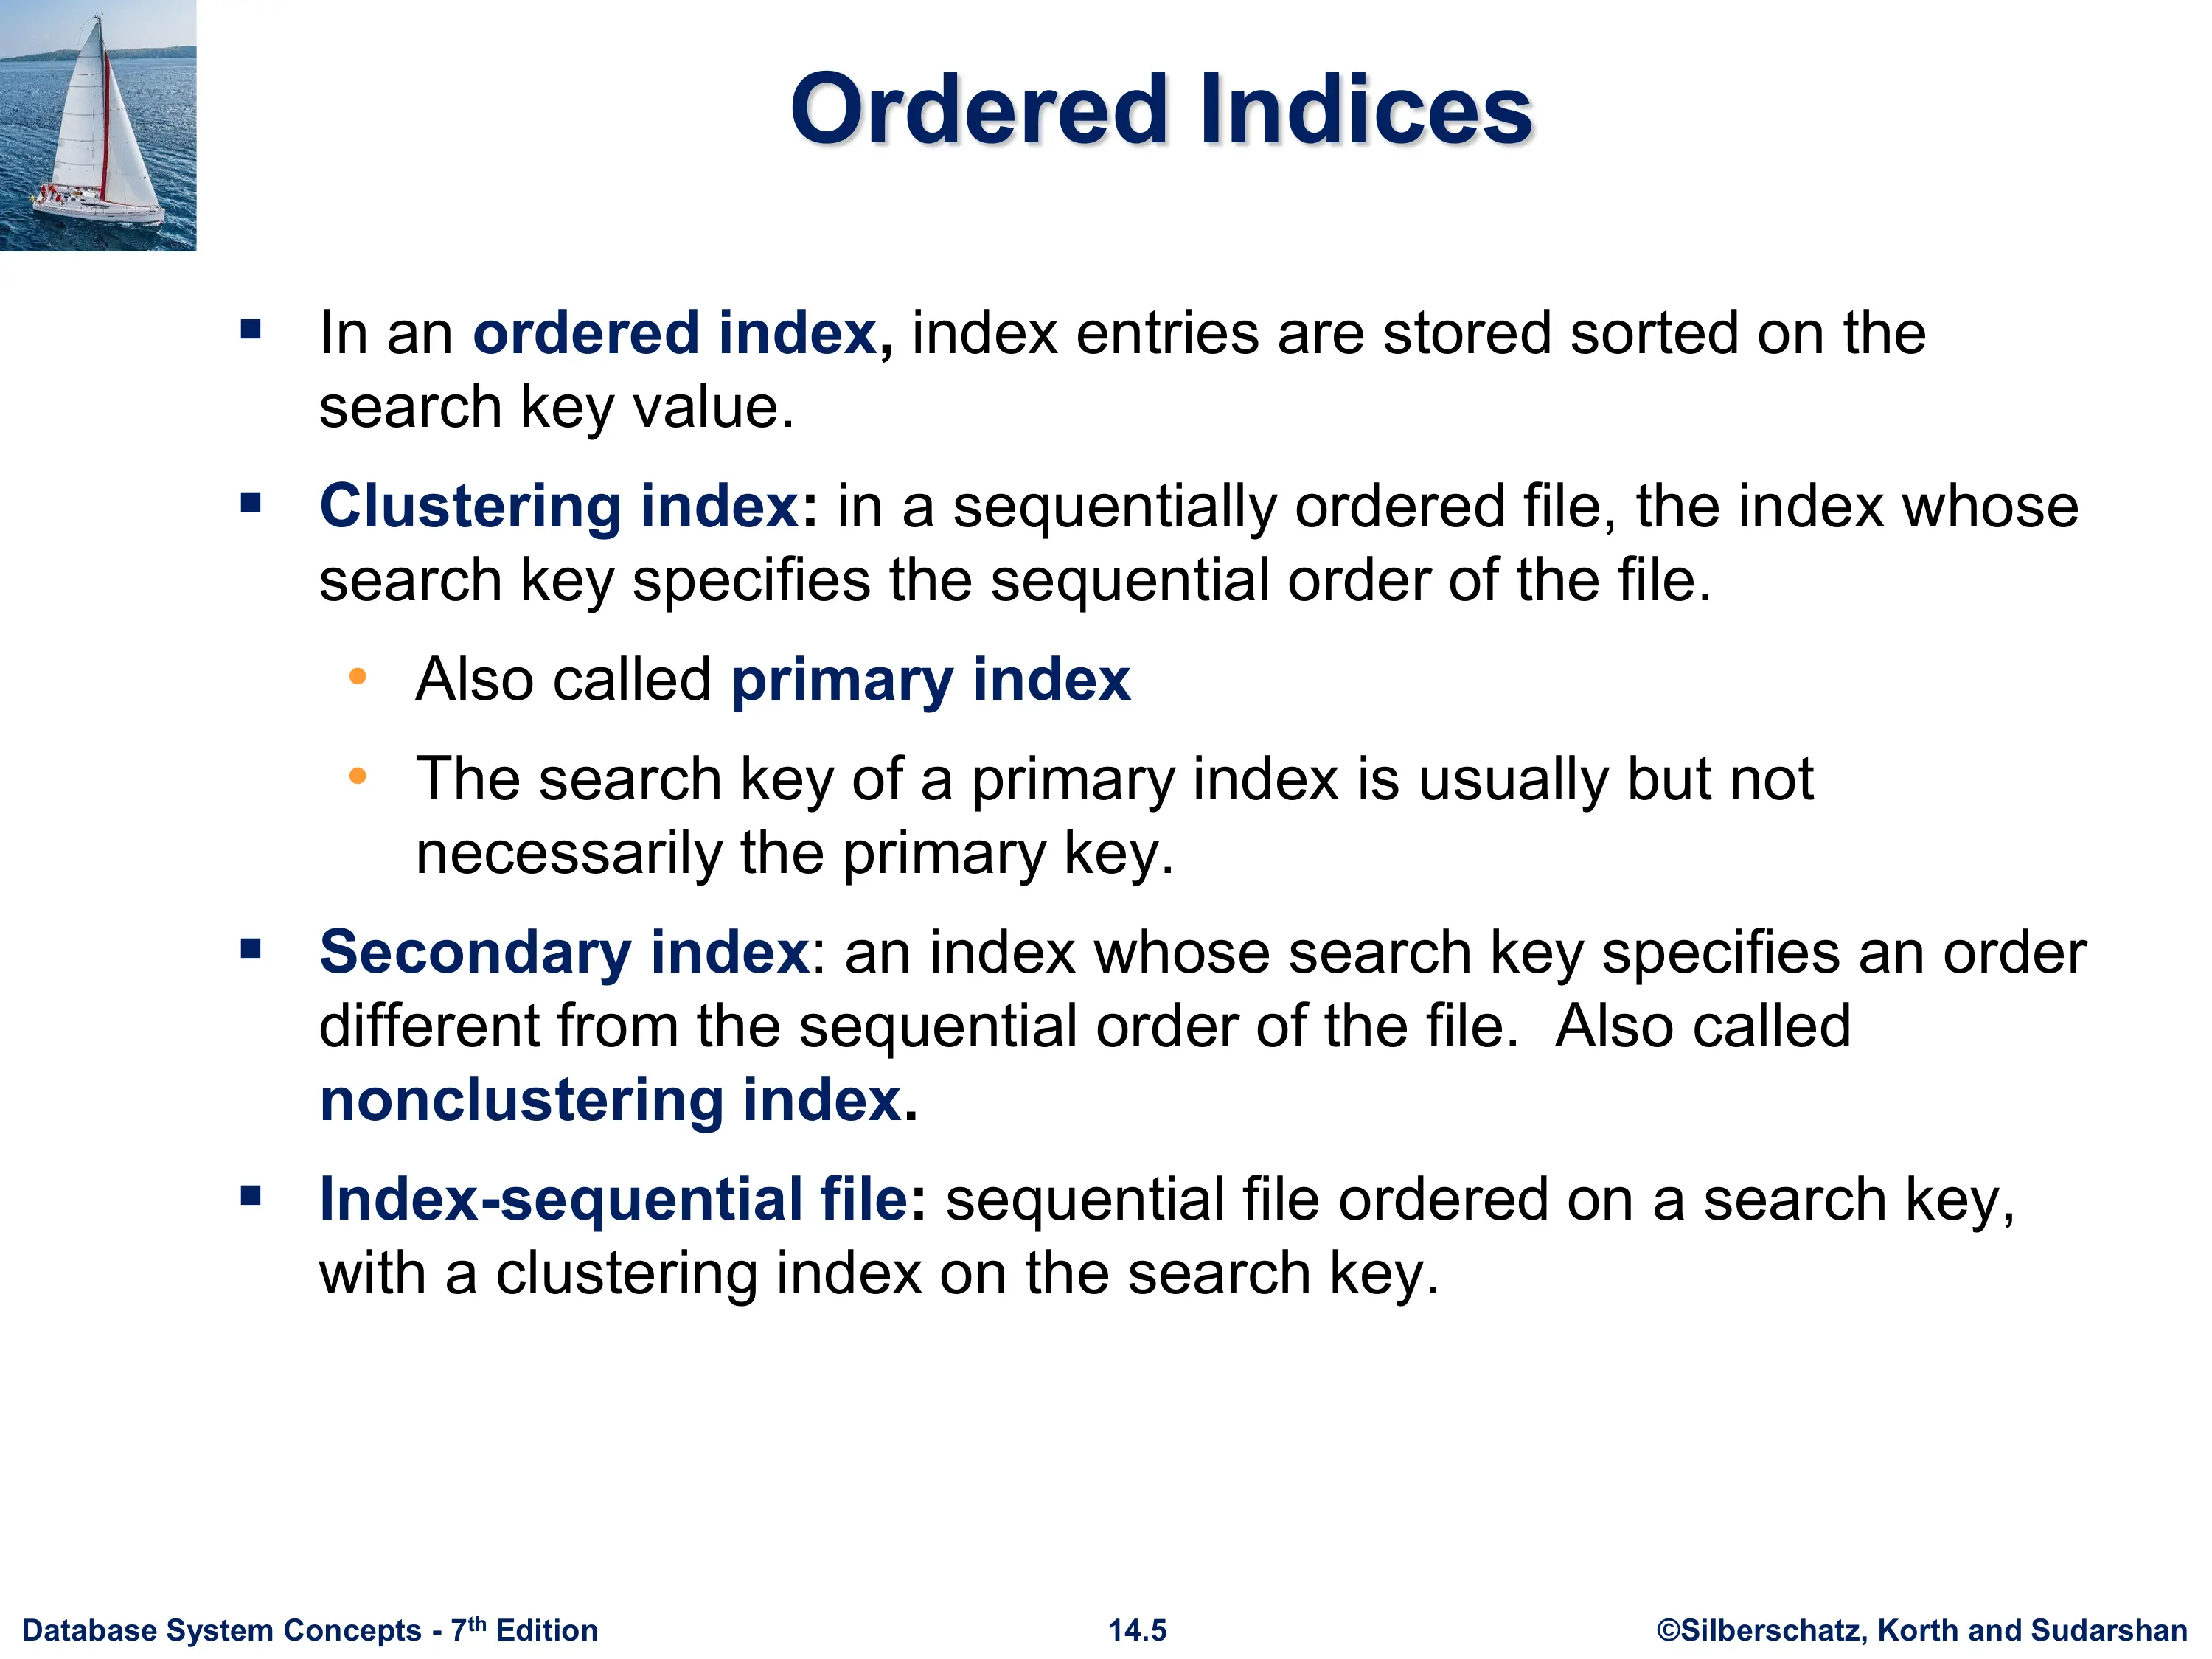 Ordered Indices
▪ In an ordered index, index entries are stored sorted on the
search key value.
▪ Clustering index: in a sequentially ordered file, the index whose
search key specifies the sequential order of the file.
• Also called primary index
• The search key of a primary index is usually but not
necessarily the primary key.
▪ Secondary index: an index whose search key specifies an order
different from the sequential order of the file.  Also called
nonclustering index.
▪ Index-sequential file: sequential file ordered on a search key,
with a clustering index on the search key.
Database System Concepts - 7th Edition
14.5
©Silberschatz, Korth and Sudarshan